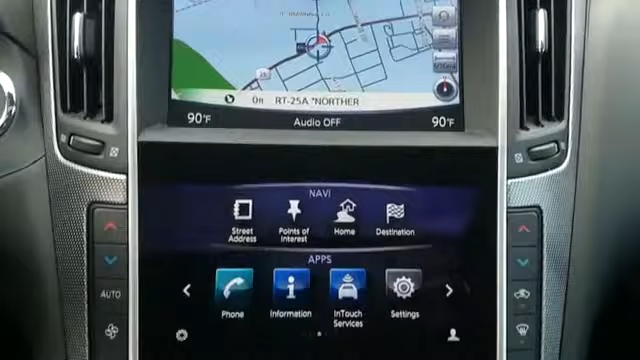 On RT-25A "NORTHER
90°F
Audio OFF
90°F
NAVI
Street Address
Points of Interest
Home
Destination
APPS
Phone
Information
InTouch Services
Settings
AUTO